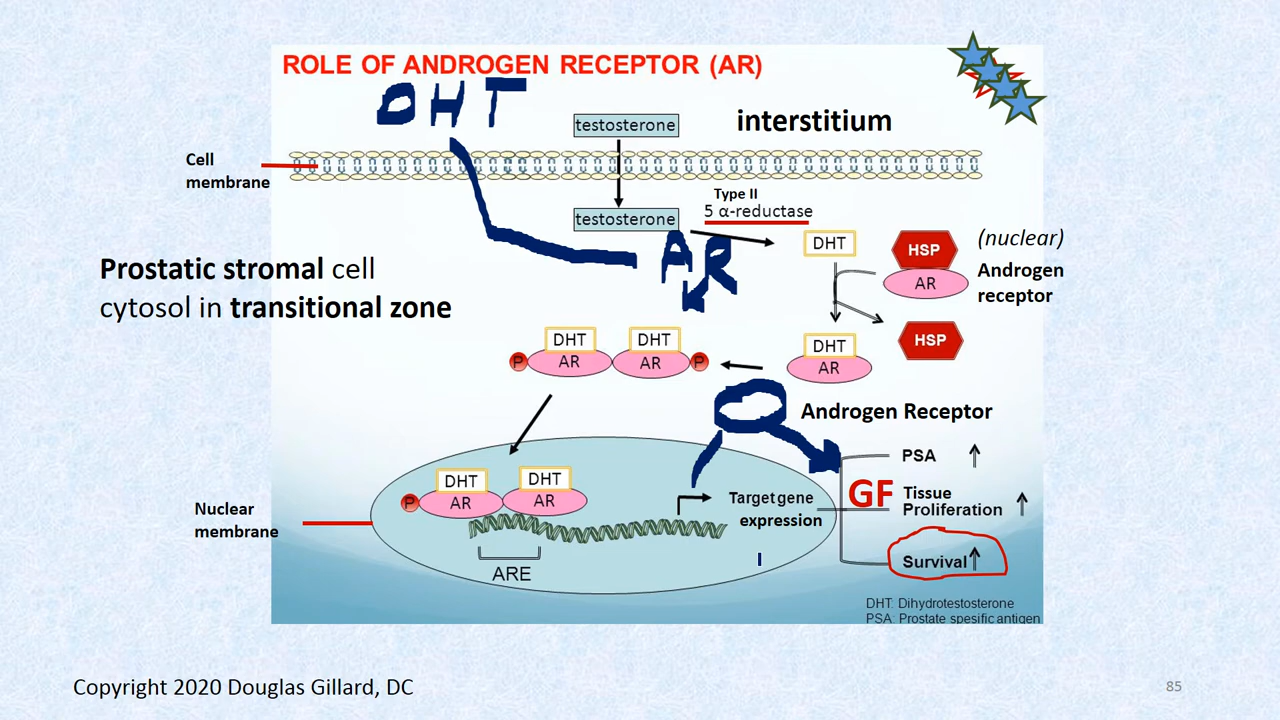 ROLE OF ANDROGEN RECEPTOR (AR)
DHT
testosterone
interstitium
Cell
membrane
testosterone
Type II
5 α-reductase
AR
DHT
HSP
AR
(nuclear)
Androgen
receptor
Prostatic stromal cell
cytosol in transitional zone
HSP
DHT
AR
DHT
AR
DHT
AR
P
P
Androgen Receptor
PSA
GF
Tissue
Proliferation
Survival
DHT
AR
DHT
AR
P
Target gene
expression
Nuclear
membrane
ARE
DHT: Dihydrotestosterone
PSA: Prostate spesific antigen
Copyright 2020 Douglas Gillard, DC
85